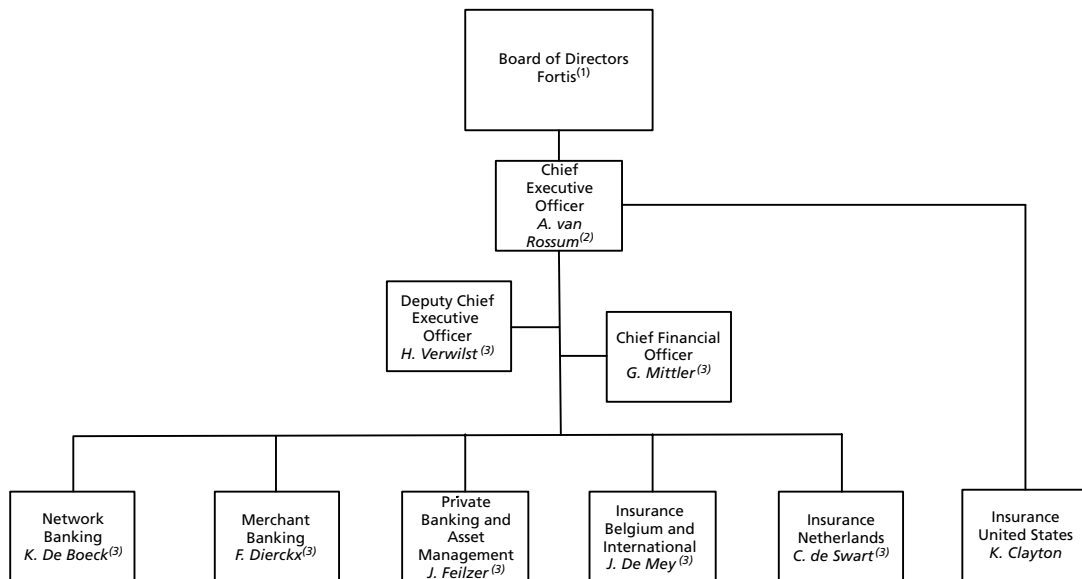 Board of Directors
Fortis(1)
Chief
Executive
Officer
A. van
Rossum(2)
Deputy Chief
Executive
Officer
H. Verwilst (3)
Chief Financial
Officer
G. Mittler (3)
Network
Banking
K. De Boeck(3)
Merchant
Banking
F. Dierckx(3)
Private
Banking and
Asset
Management
J. Feilzer (3)
Insurance
Belgium and
International
J. De Mey (3)
Insurance
Netherlands
C. de Swart (3)
Insurance
United States
K. Clayton